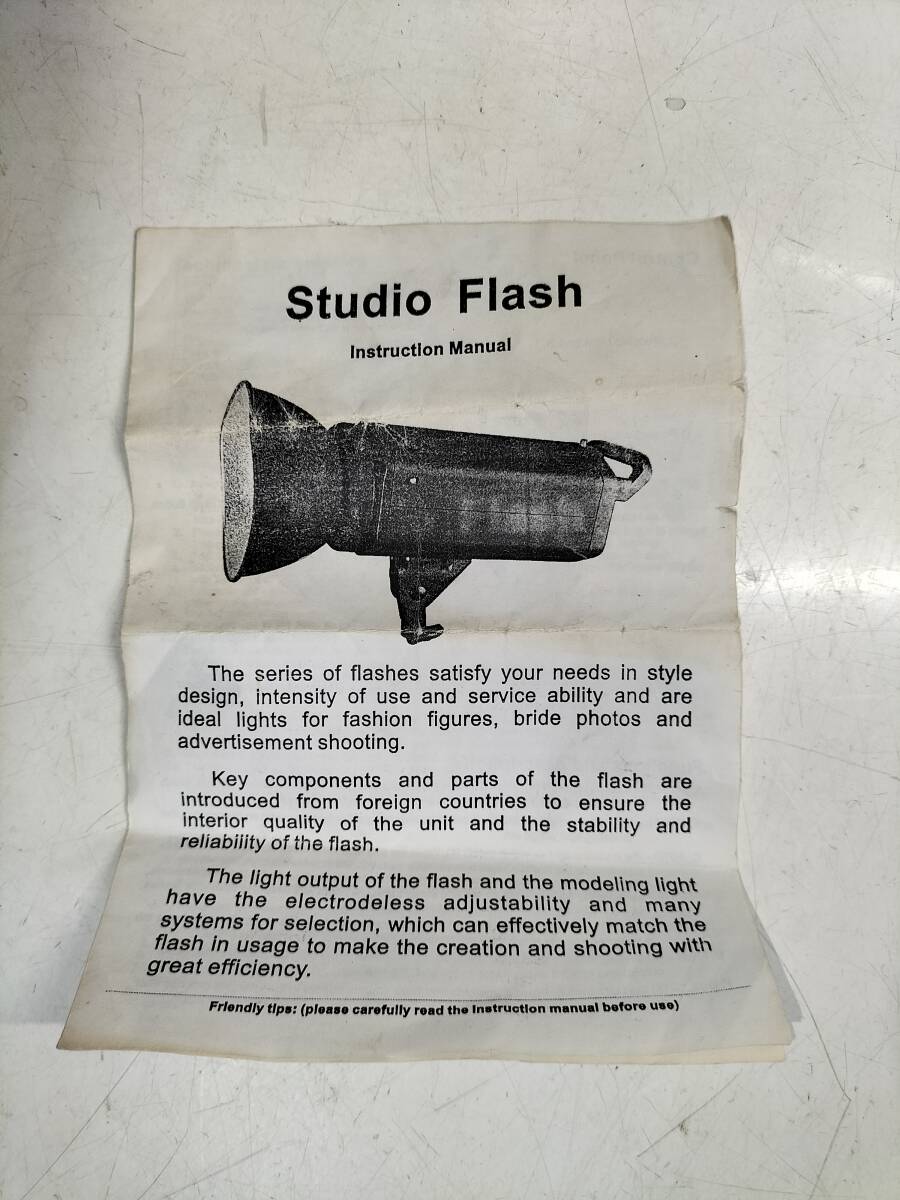 Studio Flash
Instruction Manual
The series of flashes satisfy your needs in style
design, intensity of use and service ability and are
ideal lights for fashion figures, bride photos and
advertisement shooting.
Key components and parts of the flash are
introduced from foreign countries to ensure the
interior quality of the unit and the stability and
reliability of the flash.
The light output of the flash and the modeling light
have the electrodeless adjustability and many
systems for selection, which can effectively match the
flash in usage to make the creation and shooting with
great efficiency.
Friendly tips: (please carefully read the instruction manual before use)